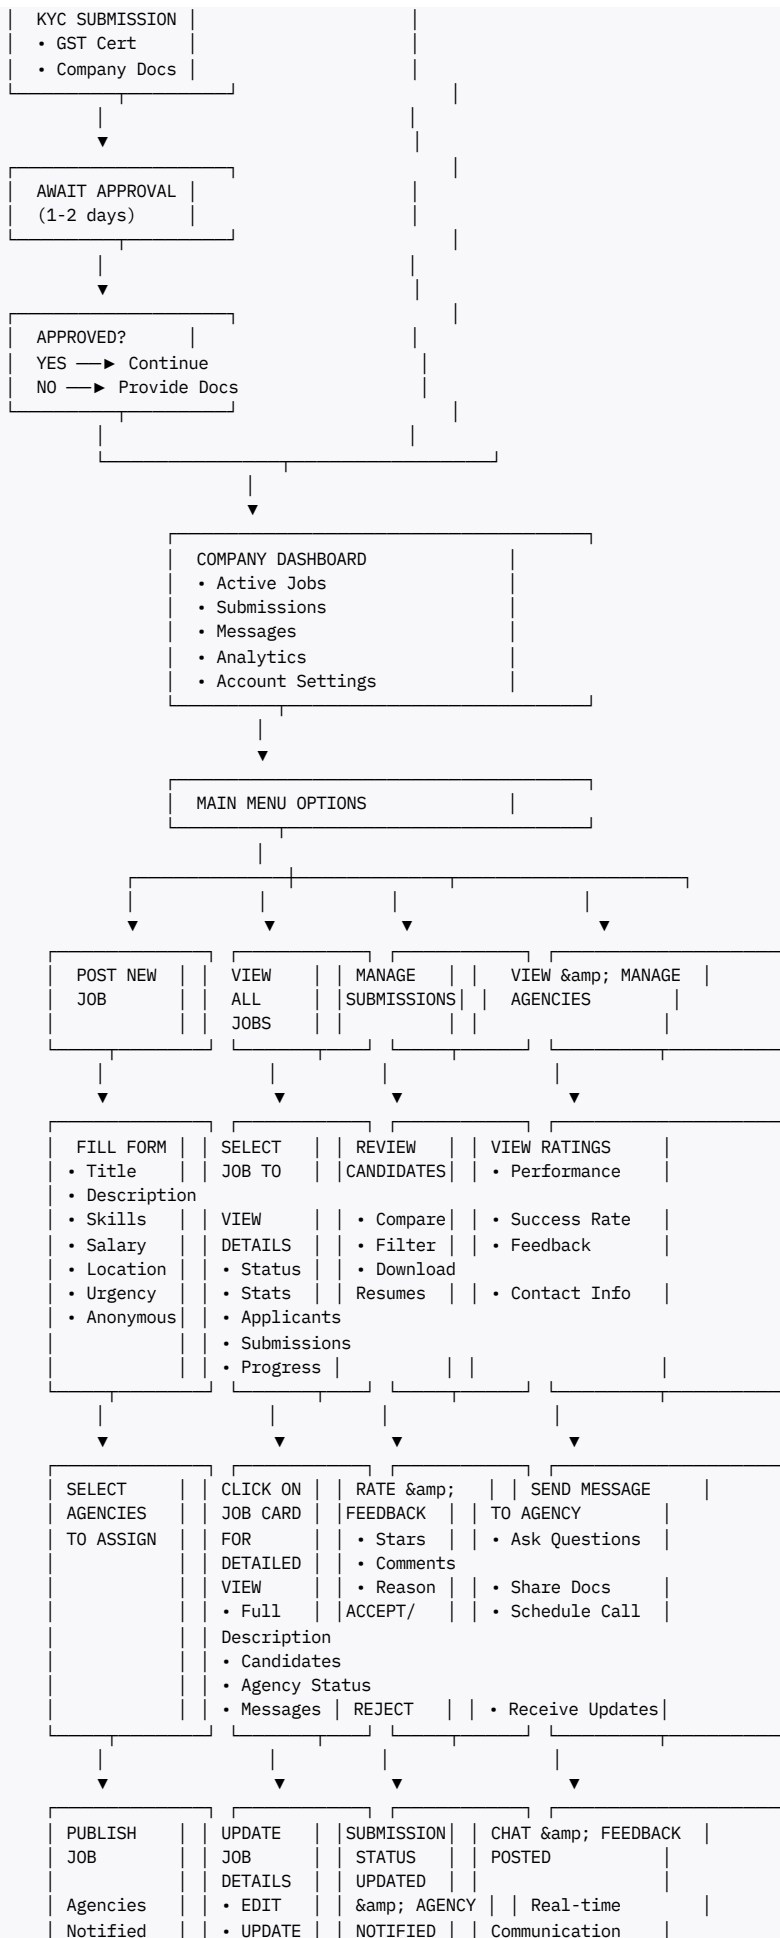 KYC SUBMISSION
• GST Cert
• Company Docs
AWAIT APPROVAL
(1-2 days)
APPROVED?
YES ──► Continue
NO ──► Provide Docs
COMPANY DASHBOARD
• Active Jobs
• Submissions
• Messages
• Analytics
• Account Settings
MAIN MENU OPTIONS
POST NEW VIEW MANAGE VIEW &amp; MANAGE
JOB ALL SUBMISSIONS AGENCIES
JOBS
FILL FORM SELECT REVIEW VIEW RATINGS
• Title JOB TO CANDIDATES • Performance
• Description
• Skills VIEW • Compare • Success Rate
• Salary DETAILS • Filter • Feedback
• Location • Status • Download
• Urgency • Stats Resumes • Contact Info
• Anonymous • Applicants
• Submissions
• Progress
SELECT CLICK ON RATE &amp; SEND MESSAGE
AGENCIES JOB CARD FEEDBACK TO AGENCY
TO ASSIGN FOR • Stars • Ask Questions
DETAILED • Comments
VIEW • Reason • Share Docs
• Full ACCEPT/ • Schedule Call
Description
• Candidates
• Agency Status
• Messages REJECT • Receive Updates
PUBLISH UPDATE SUBMISSION CHAT &amp; FEEDBACK
JOB JOB STATUS POSTED
DETAILS UPDATED
Agencies • EDIT &amp; AGENCY Real-time
Notified • UPDATE NOTIFIED Communication